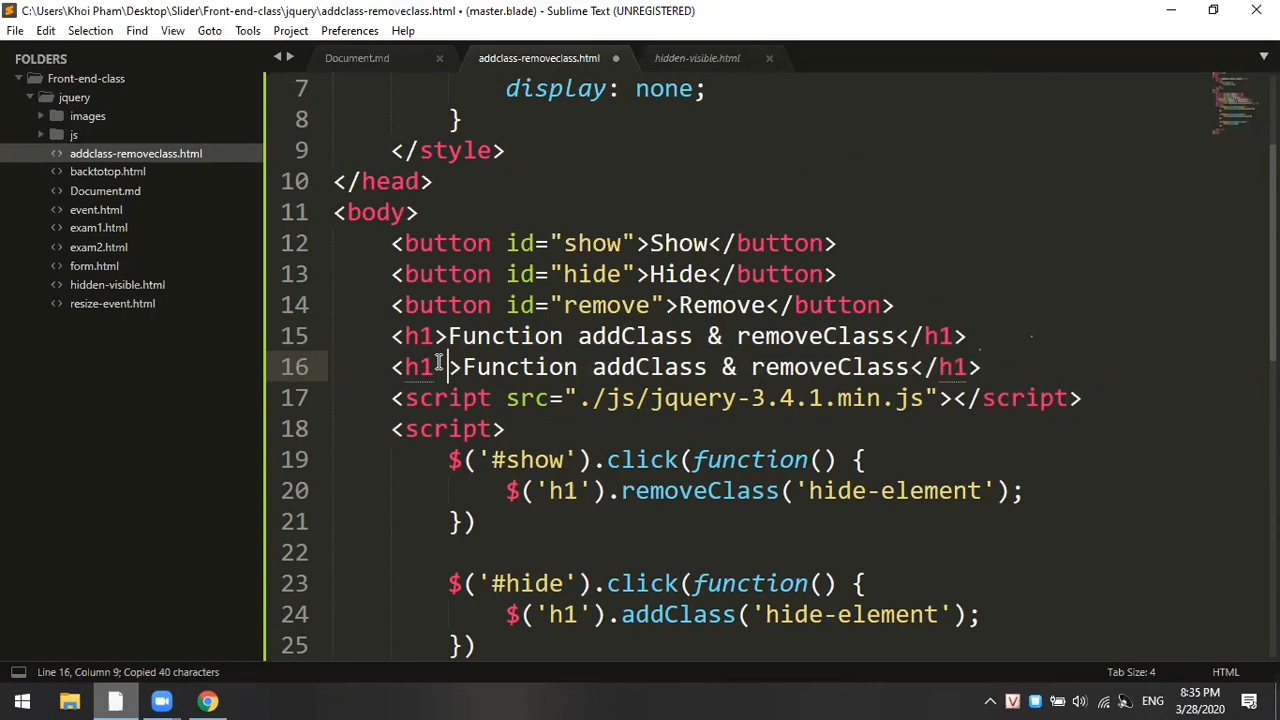 C:\Users\Khoi Pham\Desktop\Slider\Front-end-class\jquery\addclass-removeclass.html • (master.blade) - Sublime Text (UNREGISTERED)
File Edit Selection Find View Goto Tools Project Preferences Help
FOLDERS
Front-end-class
jquery
images
js
addclass-removeclass.html
backtotop.html
Document.md
event.html
exam1.html
exam2.html
form.html
hidden-visible.html
resize-event.html
Document.md addclass-removeclass.html hidden-visible.html
7 display: none;
8 }
9 </style>
10 </head>
11 <body>
12 <button id="show">Show</button>
13 <button id="hide">Hide</button>
14 <button id="remove">Remove</button>
15 <h1>Function addClass & removeClass</h1>
16 <h1 >Function addClass & removeClass</h1>
17 <script src="./js/jquery-3.4.1.min.js"></script>
18 <script>
19 $('#show').click(function() {
20 $('h1').removeClass('hide-element');
21 })
22
23 $('#hide').click(function() {
24 $('h1').addClass('hide-element');
25 })
Line 16, Column 9; Copied 40 characters
Tab Size: 4 HTML
ENG
8:35 PM
3/28/2020